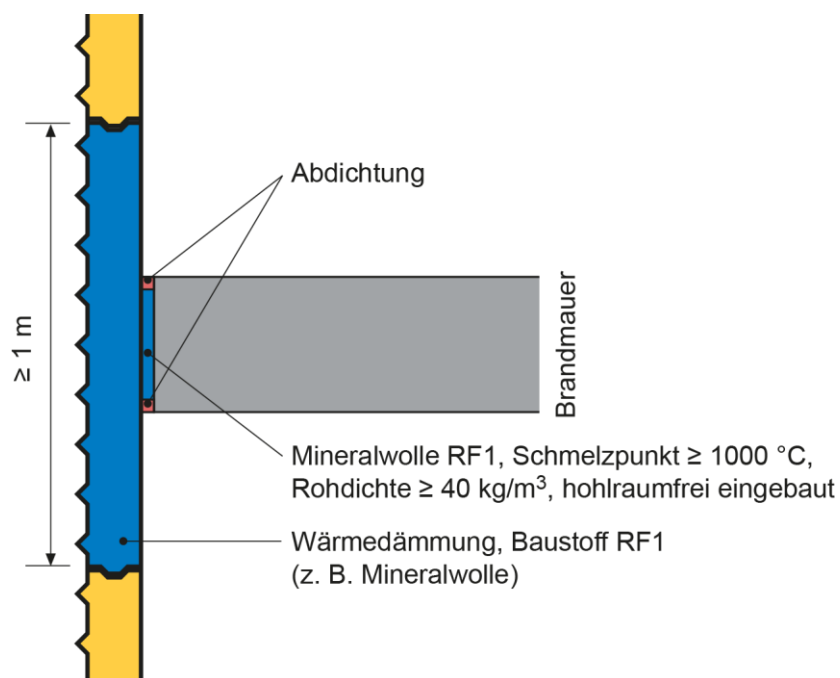 Abdichtung
≥ 1 m
Brandmauer
Mineralwolle RF1, Schmelzpunkt ≥ 1000 °C,
Rohdichte ≥ 40 kg/m³, hohlraumfrei eingebaut
Wärmedämmung, Baustoff RF1
(z. B. Mineralwolle)